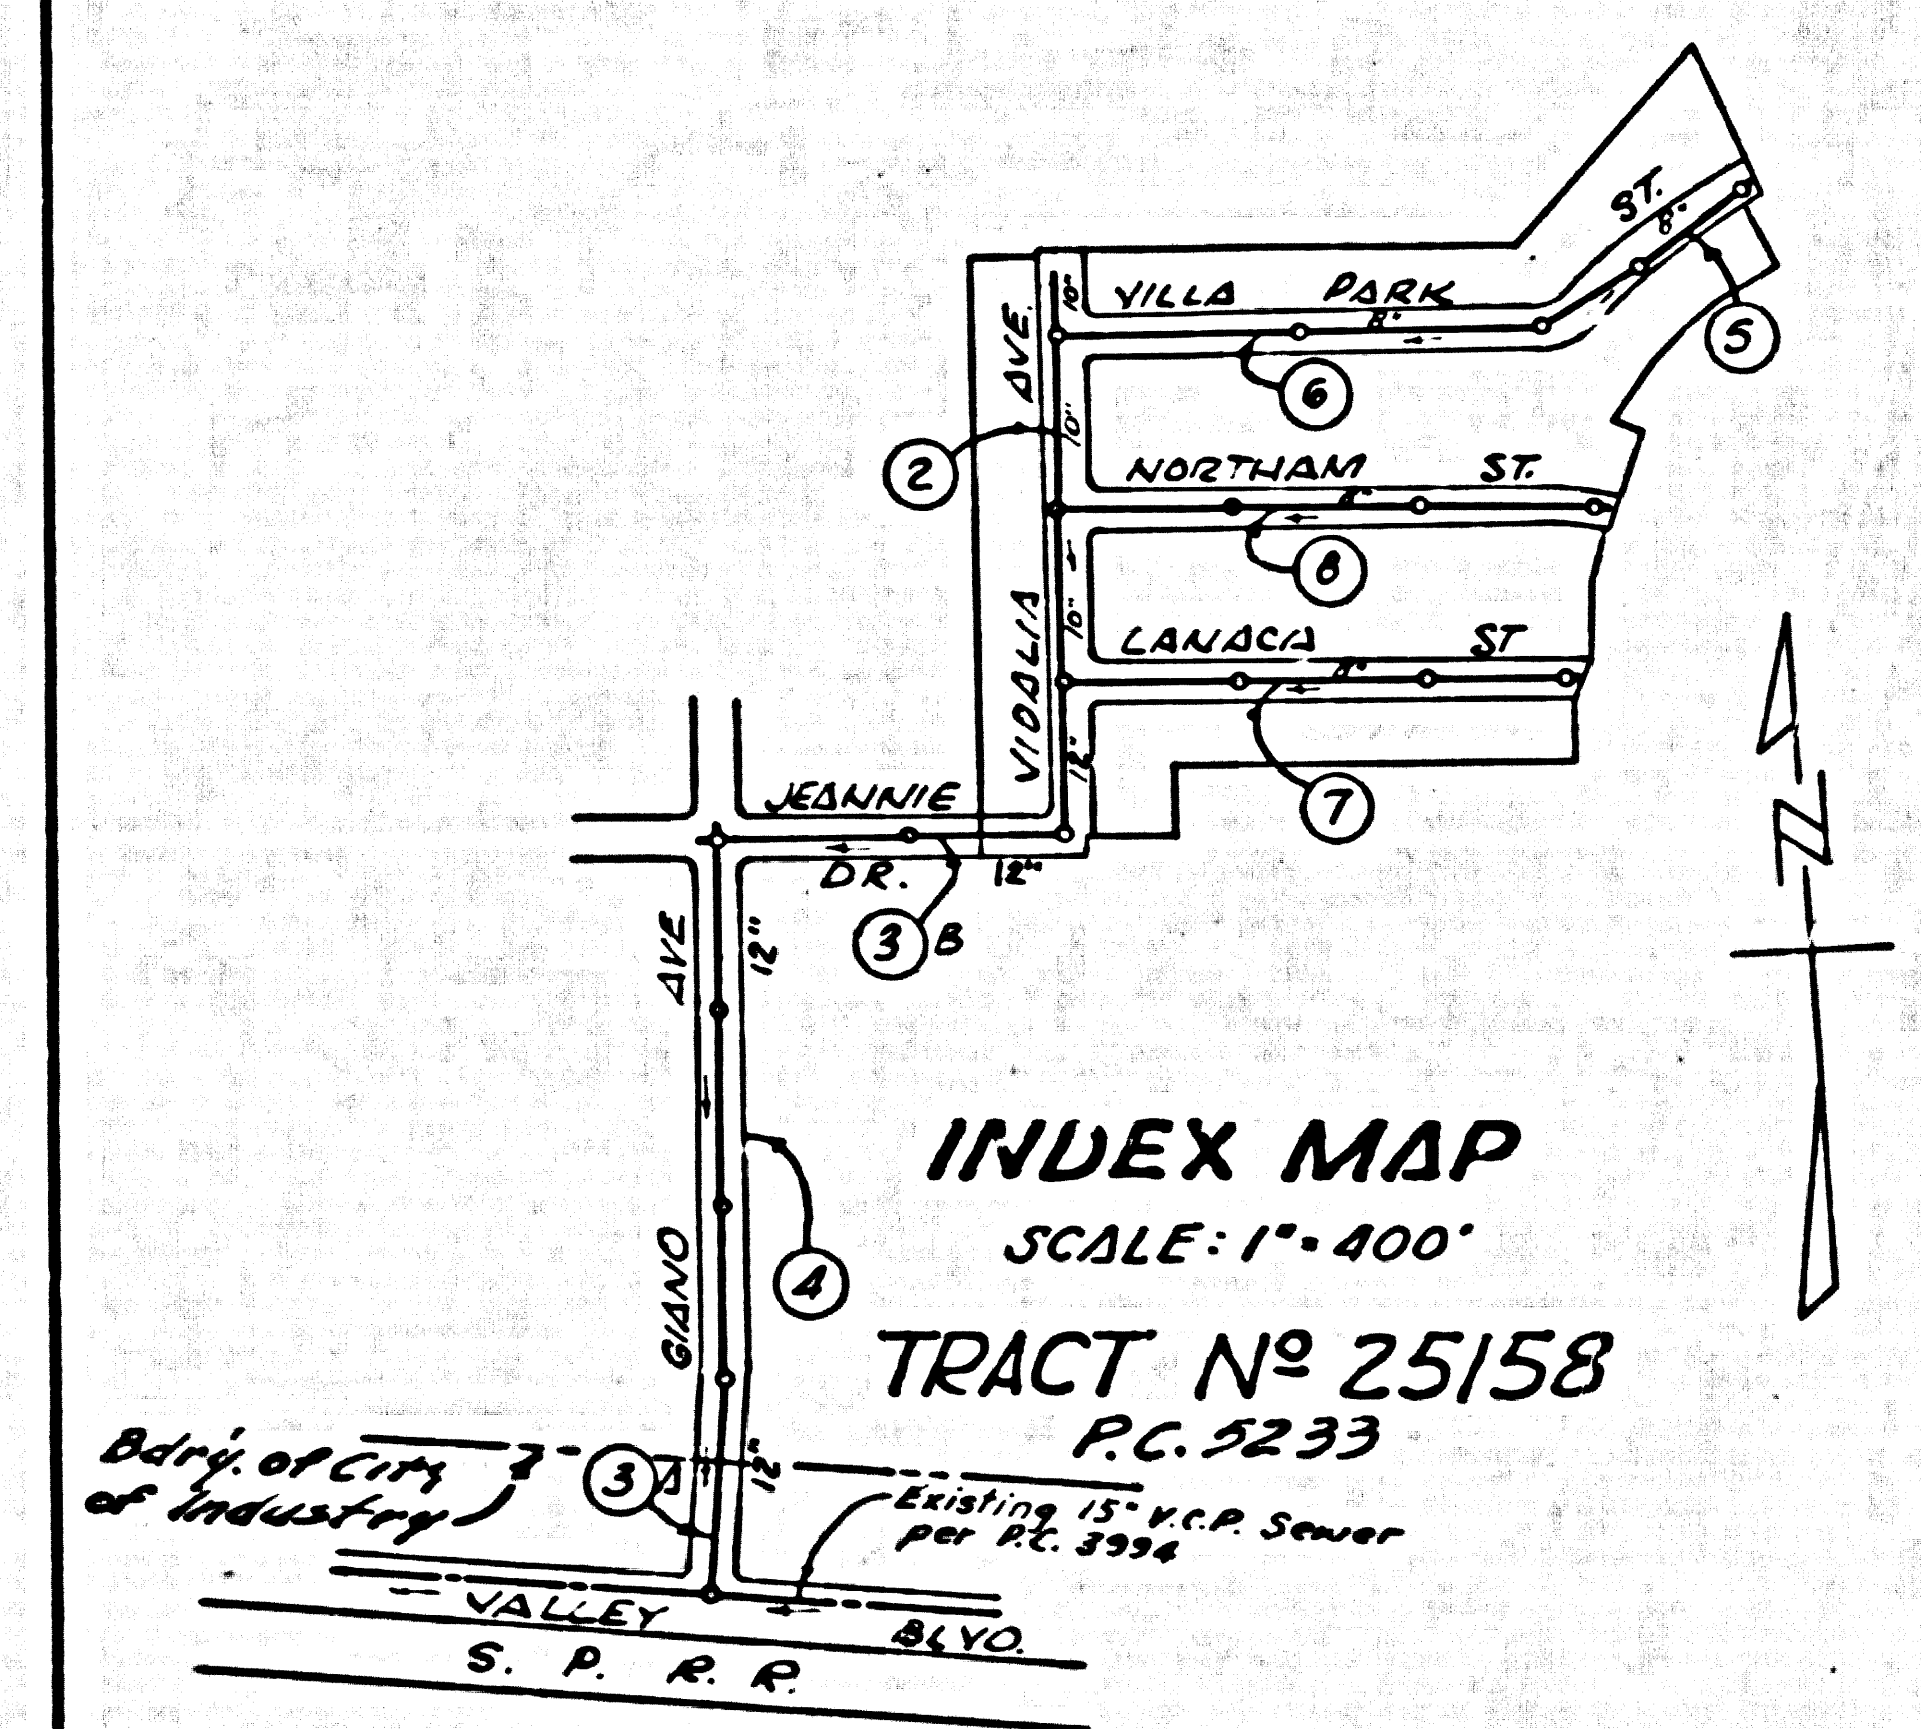 ST.
8"
VILLA PARK
8"
10"
AVE.
5
6
10"
2
NORTHAM ST.
8"
8
10"
LANACA ST
8"
VIDALIA
12"
7
JEANNIE
DR.
12"
3 B
N
AVE
12"
4
INDEX MAP
SCALE: 1" = 400'
GIANO
TRACT Nº 25158
P.C. 5233
Bdry. of City
of Industry
3 A
12"
Existing 15" V.C.P. Sewer
per P.C. 3994
VALLEY BLVD.
S. P. R. R.